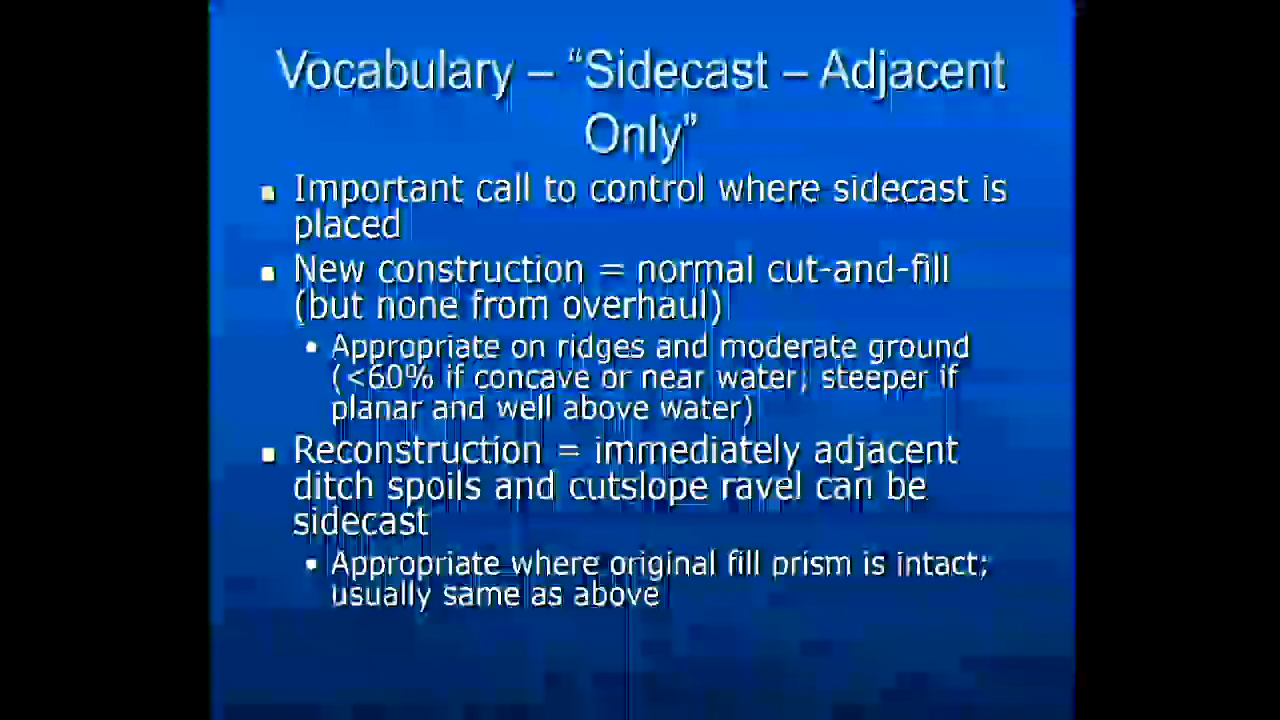 Vocabulary – “Sidecast – Adjacent
Only”
Important call to control where sidecast is
placed
New construction = normal cut-and-fill
(but none from overhaul)
Appropriate on ridges and moderate ground
(<60% if concave or near water; steeper if
planar and well above water)
Reconstruction = immediately adjacent
ditch spoils and cutslope ravel can be
sidecast
Appropriate where original fill prism is intact;
usually same as above